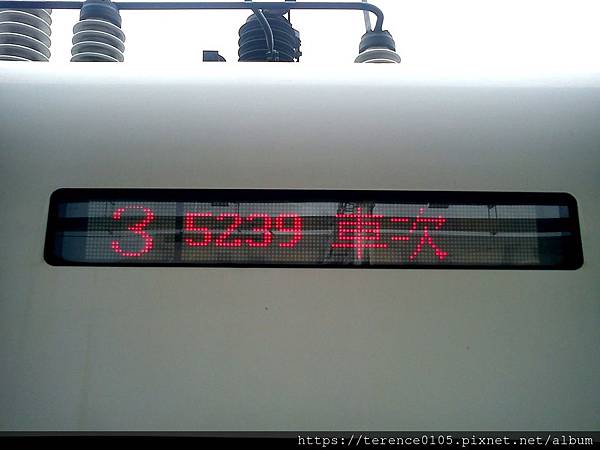 3 5239 車次
https://terence0105.pixnet.net/album